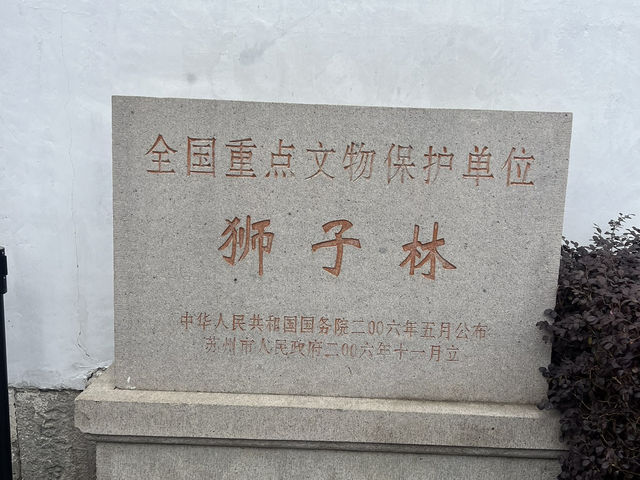 全国重点文物保护单位
狮子林
中华人民共和国国务院二00六年五月公布
苏州市人民政府二00六年十一月立